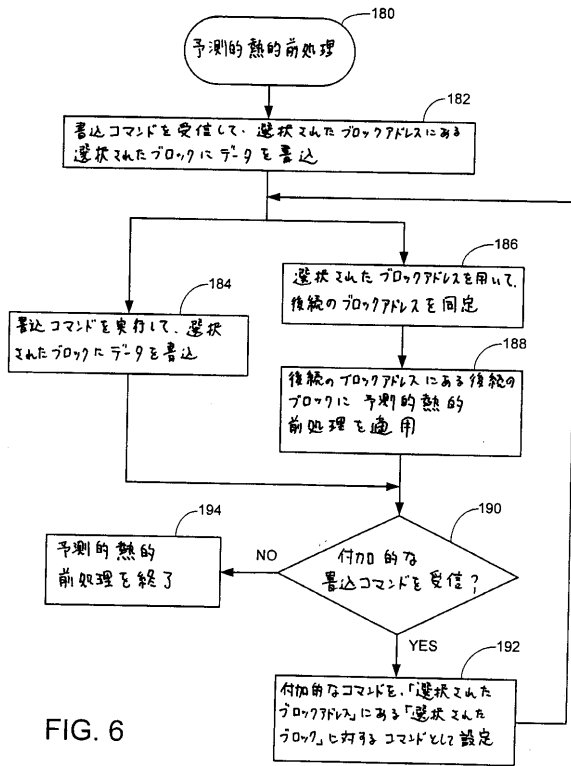 180
予測的熱的前処理
182
書込コマンドを受信して、選択されたブロックアドレスにある
選択されたブロックにデータを書込
186
選択されたブロックアドレスを用いて、
後続のブロックアドレスを同定
184
書込コマンドを実行して、選択
されたブロックにデータを書込
188
後続のブロックアドレスにある後続の
ブロックに 予測的熱的
前処理を適用
190
付加的な
書込コマンドを受信?
194
NO
予測的熱的
前処理を終了
YES
192
付加的なコマンドを、「選択された
ブロックアドレス」にある「選択された
ブロック」に対するコマンドとして設定
FIG. 6